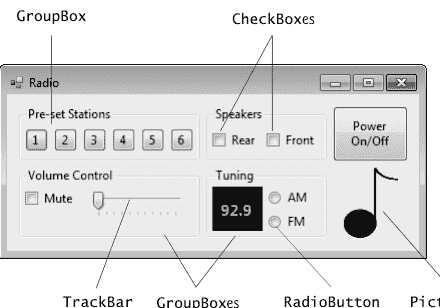 GroupBox
CheckBoxes
Radio
Pre-set Stations
1 2 3 4 5 6
Speakers
Rear Front
Power
On/Off
Volume Control
Mute
Tuning
92.9
AM
FM
TrackBar GroupBoxes RadioButton Pict